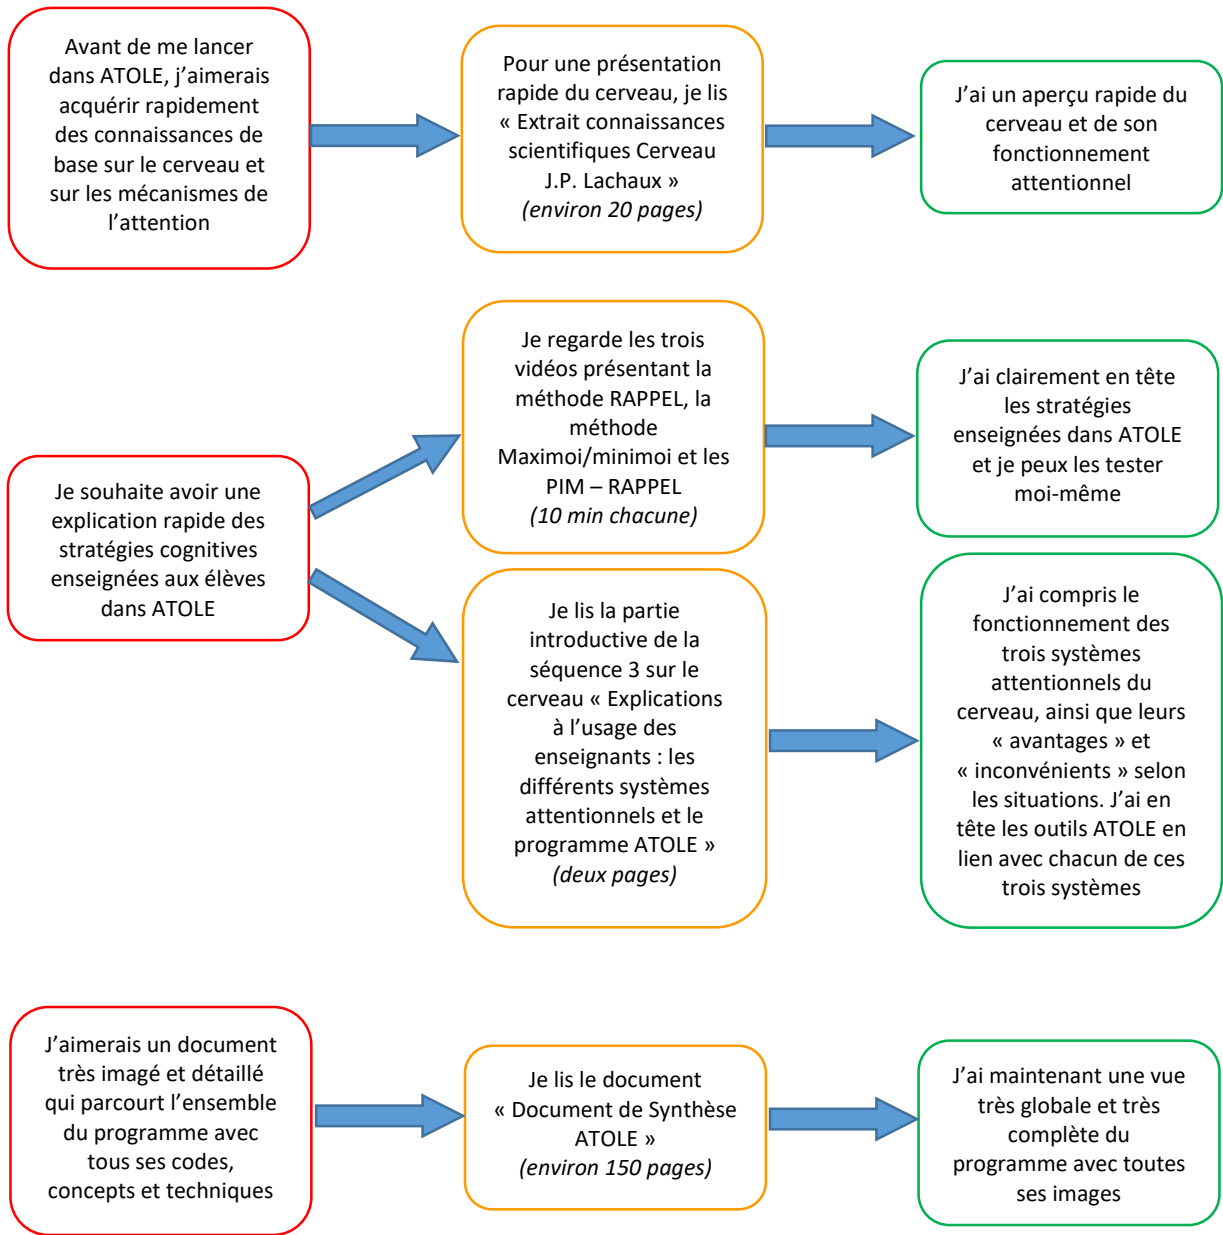 Avant de me lancer
dans ATOLE, j’aimerais
acquérir rapidement
des connaissances de
base sur le cerveau et
sur les mécanismes de
l’attention
Pour une présentation
rapide du cerveau, je lis
« Extrait connaissances
scientifiques Cerveau
J.P. Lachaux »
(environ 20 pages)
J’ai un aperçu rapide du
cerveau et de son
fonctionnement
attentionnel
Je souhaite avoir une
explication rapide des
stratégies cognitives
enseignées aux élèves
dans ATOLE
Je regarde les trois
vidéos présentant la
méthode RAPPEL, la
méthode
Maximoi/minimoi et les
PIM – RAPPEL
(10 min chacune)
J’ai clairement en tête
les stratégies
enseignées dans ATOLE
et je peux les tester
moi-même
Je lis la partie
introductive de la
séquence 3 sur le
cerveau « Explications
à l’usage des
enseignants : les
différents systèmes
attentionnels et le
programme ATOLE »
(deux pages)
J’ai compris le
fonctionnement des
trois systèmes
attentionnels du
cerveau, ainsi que leurs
« avantages » et
« inconvénients » selon
les situations. J’ai en
tête les outils ATOLE en
lien avec chacun de ces
trois systèmes
J’aimerais un document
très imagé et détaillé
qui parcourt l’ensemble
du programme avec
tous ses codes,
concepts et techniques
Je lis le document
« Document de Synthèse
ATOLE »
(environ 150 pages)
J’ai maintenant une vue
très globale et très
complète du
programme avec toutes
ses images